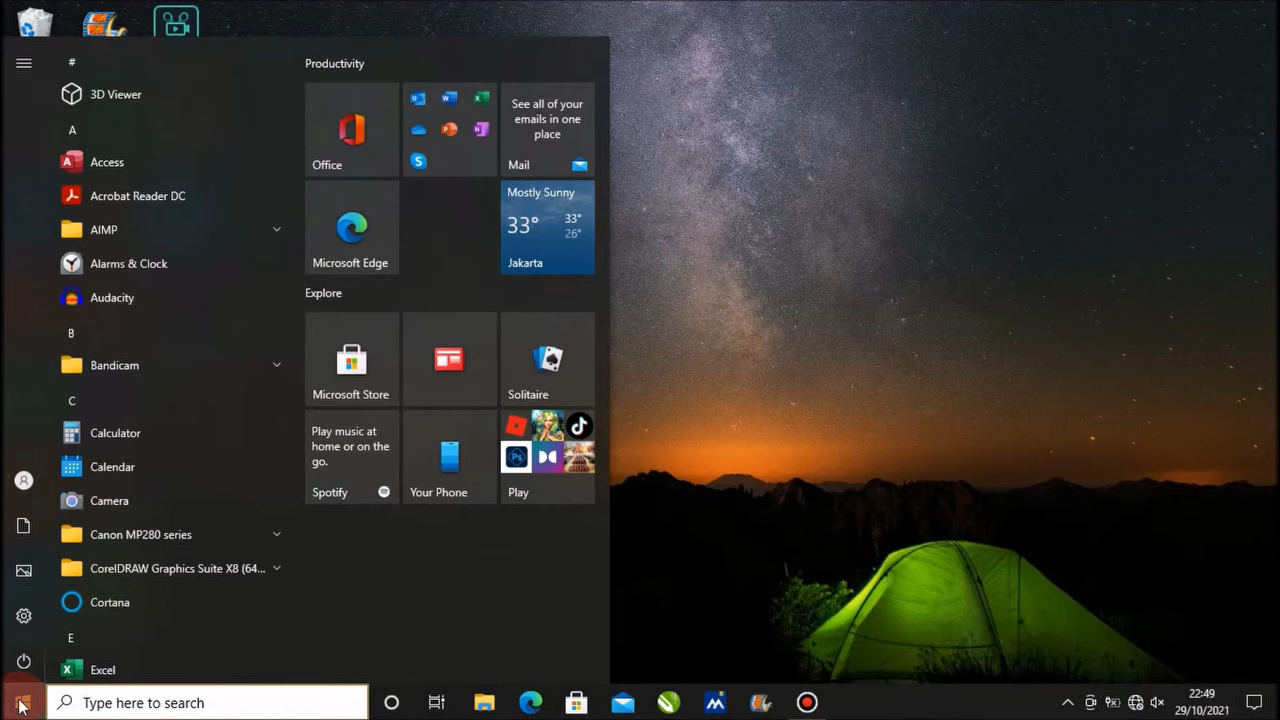 #
3D Viewer
A
Access
Acrobat Reader DC
AIMP
Alarms & Clock
Audacity
B
Bandicam
C
Calculator
Calendar
Camera
Canon MP280 series
CorelDRAW Graphics Suite X8 (64...
Cortana
E
Excel
Productivity
Office
See all of your
emails in one
place
Mail
Microsoft Edge
Mostly Sunny
33°
33°
26°
Jakarta
Explore
Microsoft Store
Solitaire
Play music at
home or on the
go.
Spotify
Your Phone
Ps
Play
Type here to search
22:49
29/10/2021